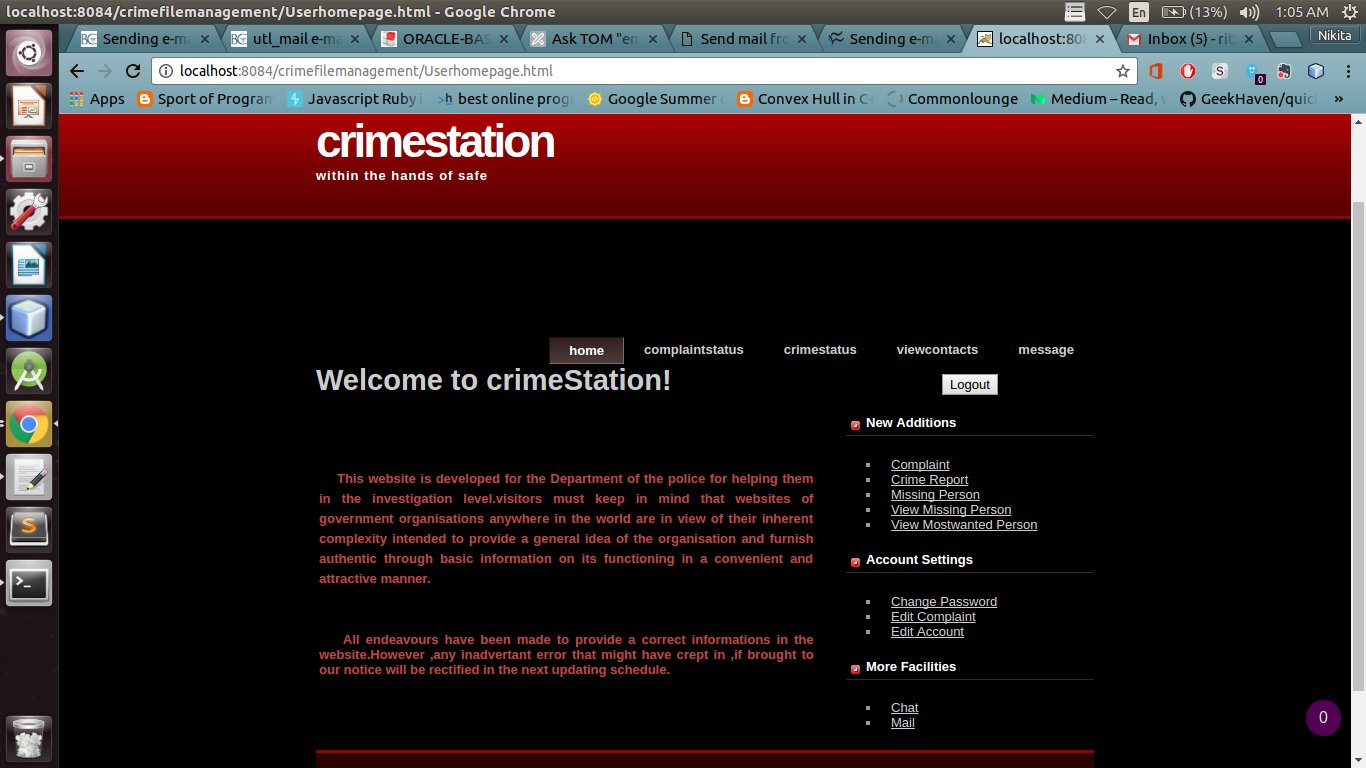 localhost:8084/crimefilemanagement/Userhomepage.html - Google Chrome
En (13%) 1:05 AM
Sending e-ma
utl_mail e-ma
ORACLE-BAS
Ask TOM "em
Send mail fro
Sending e-ma
localhost:808
Inbox (5) - rib
Nikita
localhost:8084/crimefilemanagement/Userhomepage.html
S
0
Apps
Sport of Program
Javascript Ruby
best online prog
Google Summer
Convex Hull in C
Commonlounge
Medium – Read, w
GeekHaven/quic
»
crimestation
within the hands of safe
home complaintstatus crimestatus viewcontacts message
Welcome to crimeStation!
Logout
This website is developed for the Department of the police for helping them
in the investigation level.visitors must keep in mind that websites of
government organisations anywhere in the world are in view of their inherent
complexity intended to provide a general idea of the organisation and furnish
authentic through basic information on its functioning in a convenient and
attractive manner.
All endeavours have been made to provide a correct informations in the
website.However ,any inadvertant error that might have crept in ,if brought to
our notice will be rectified in the next updating schedule.
New Additions
Complaint
Crime Report
Missing Person
View Missing Person
View Mostwanted Person
Account Settings
Change Password
Edit Complaint
Edit Account
More Facilities
Chat
Mail
0